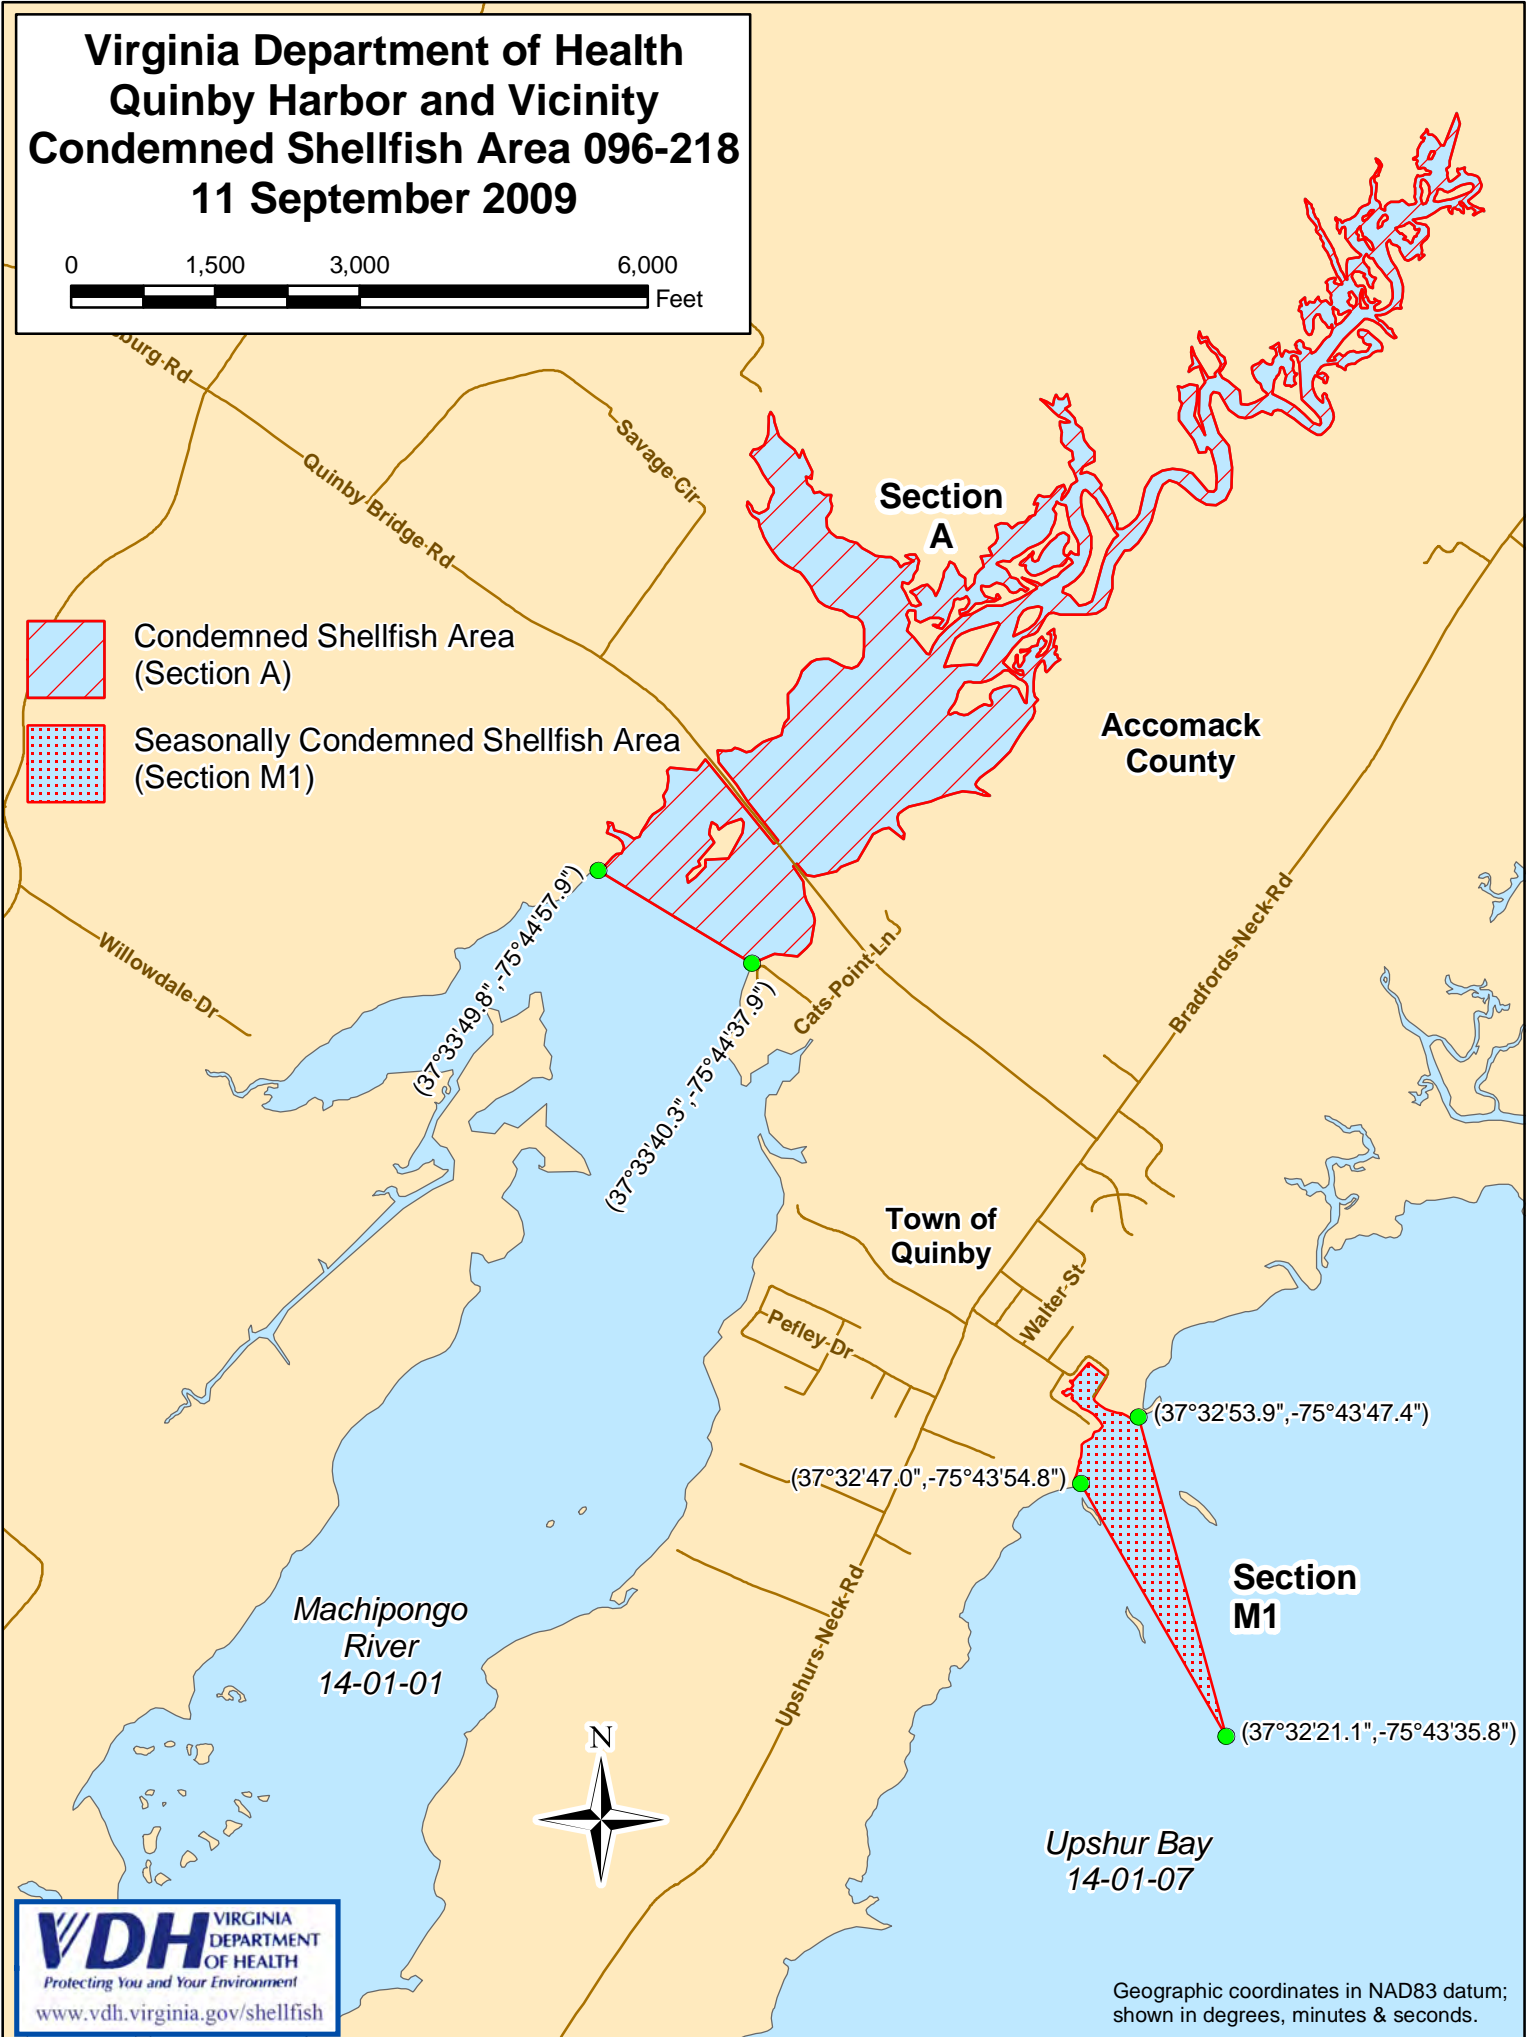 Virginia Department of Health
Quinby Harbor and Vicinity
Condemned Shellfish Area 096-218
11 September 2009
0 1,500 3,000 6,000
Feet
sburg Rd
Quinby Bridge Rd
Savage Cir
Section
A
Condemned Shellfish Area
(Section A)
Seasonally Condemned Shellfish Area
(Section M1)
Accomack
County
Willowdale Dr
(37°33'49.8",-75°44'57.9")
(37°33'40.3",-75°44'37.9")
Cats Point Ln
Bradfords Neck Rd
Town of
Quinby
Walter St
Pefley Dr
(37°32'53.9",-75°43'47.4")
(37°32'47.0",-75°43'54.8")
Section
M1
Machipongo
River
14-01-01
Upshurs Neck Rd
(37°32'21.1",-75°43'35.8")
N
Upshur Bay
14-01-07
VDH VIRGINIA
DEPARTMENT
OF HEALTH
Protecting You and Your Environment
www.vdh.virginia.gov/shellfish
Geographic coordinates in NAD83 datum;
shown in degrees, minutes & seconds.